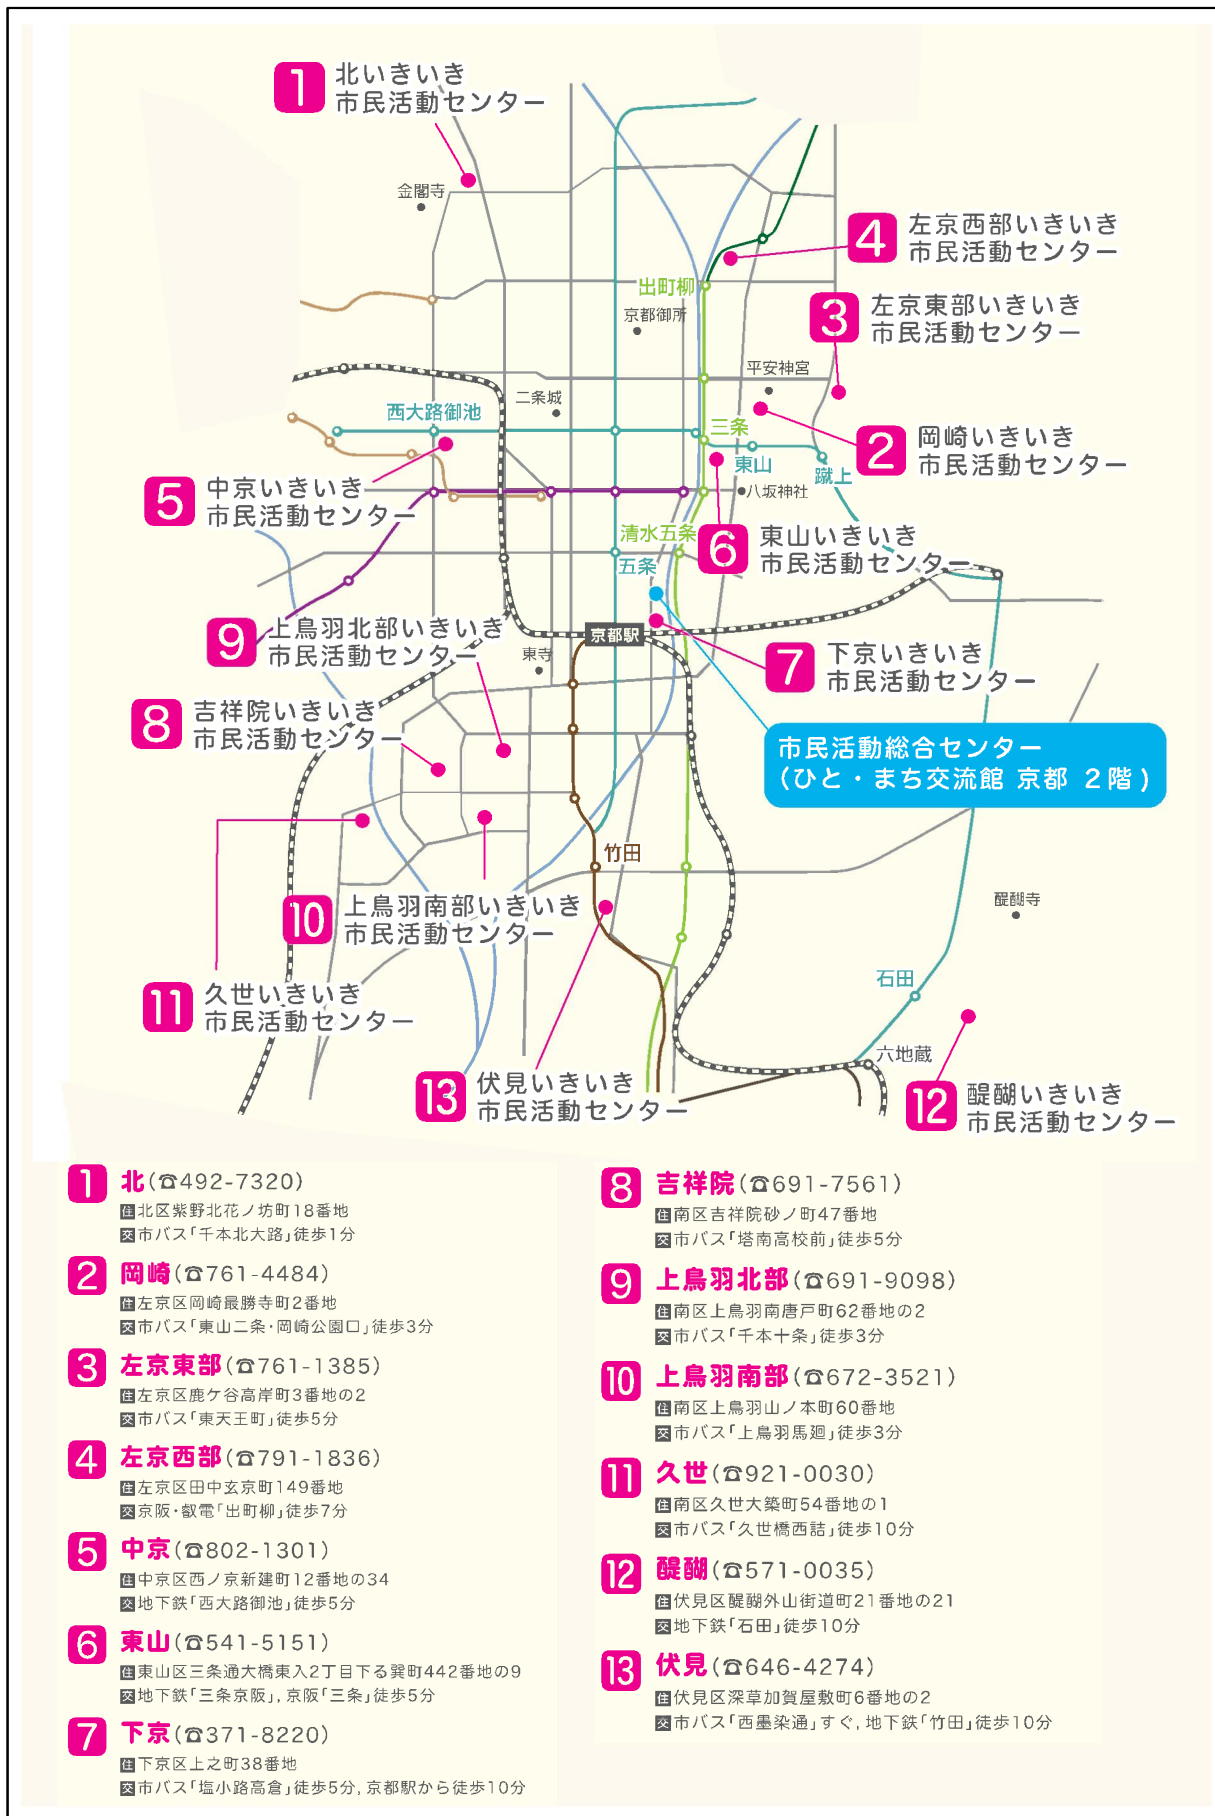 1 北いきいき
市民活動センター
金閣寺
4 左京西部いきいき
市民活動センター
出町柳
京都御所
3 左京東部いきいき
市民活動センター
平安神宮
二条城
西大路御池
三条
2 岡崎いきいき
市民活動センター
東山
蹴上
5 中京いきいき
市民活動センター
八坂神社
清水五条
6 東山いきいき
市民活動センター
五条
9 上鳥羽北部いきいき
市民活動センター
京都駅
東寺
7 下京いきいき
市民活動センター
8 吉祥院いきいき
市民活動センター
市民活動総合センター
(ひと・まち交流館 京都 2階)
竹田
10 上鳥羽南部いきいき
市民活動センター
醍醐寺
石田
11 久世いきいき
市民活動センター
六地蔵
13 伏見いきいき
市民活動センター
12 醍醐いきいき
市民活動センター
1 北(☎492-7320)
住北区紫野北花ノ坊町18番地
交市バス「千本北大路」徒歩1分
2 岡崎(☎761-4484)
住左京区岡崎最勝寺町2番地
交市バス「東山二条・岡崎公園口」徒歩3分
3 左京東部(☎761-1385)
住左京区鹿ケ谷高岸町3番地の2
交市バス「東天王町」徒歩5分
4 左京西部(☎791-1836)
住左京区田中玄京町149番地
交京阪・叡電「出町柳」徒歩7分
5 中京(☎802-1301)
住中京区西ノ京新建町12番地の34
交地下鉄「西大路御池」徒歩5分
6 東山(☎541-5151)
住東山区三条通大橋東入2丁目下る巽町442番地の9
交地下鉄「三条京阪」,京阪「三条」徒歩5分
7 下京(☎371-8220)
住下京区上之町38番地
交市バス「塩小路高倉」徒歩5分,京都駅から徒歩10分
8 吉祥院(☎691-7561)
住南区吉祥院砂ノ町47番地
交市バス「塔南高校前」徒歩5分
9 上鳥羽北部(☎691-9098)
住南区上鳥羽南唐戸町62番地の2
交市バス「千本十条」徒歩3分
10 上鳥羽南部(☎672-3521)
住南区上鳥羽山ノ本町60番地
交市バス「上鳥羽馬廻」徒歩3分
11 久世(☎921-0030)
住南区久世大築町54番地の1
交市バス「久世橋西詰」徒歩10分
12 醍醐(☎571-0035)
住伏見区醍醐外山街道町21番地の21
交地下鉄「石田」徒歩10分
13 伏見(☎646-4274)
住伏見区深草加賀屋敷町6番地の2
交市バス「西墨染通」すぐ,地下鉄「竹田」徒歩10分